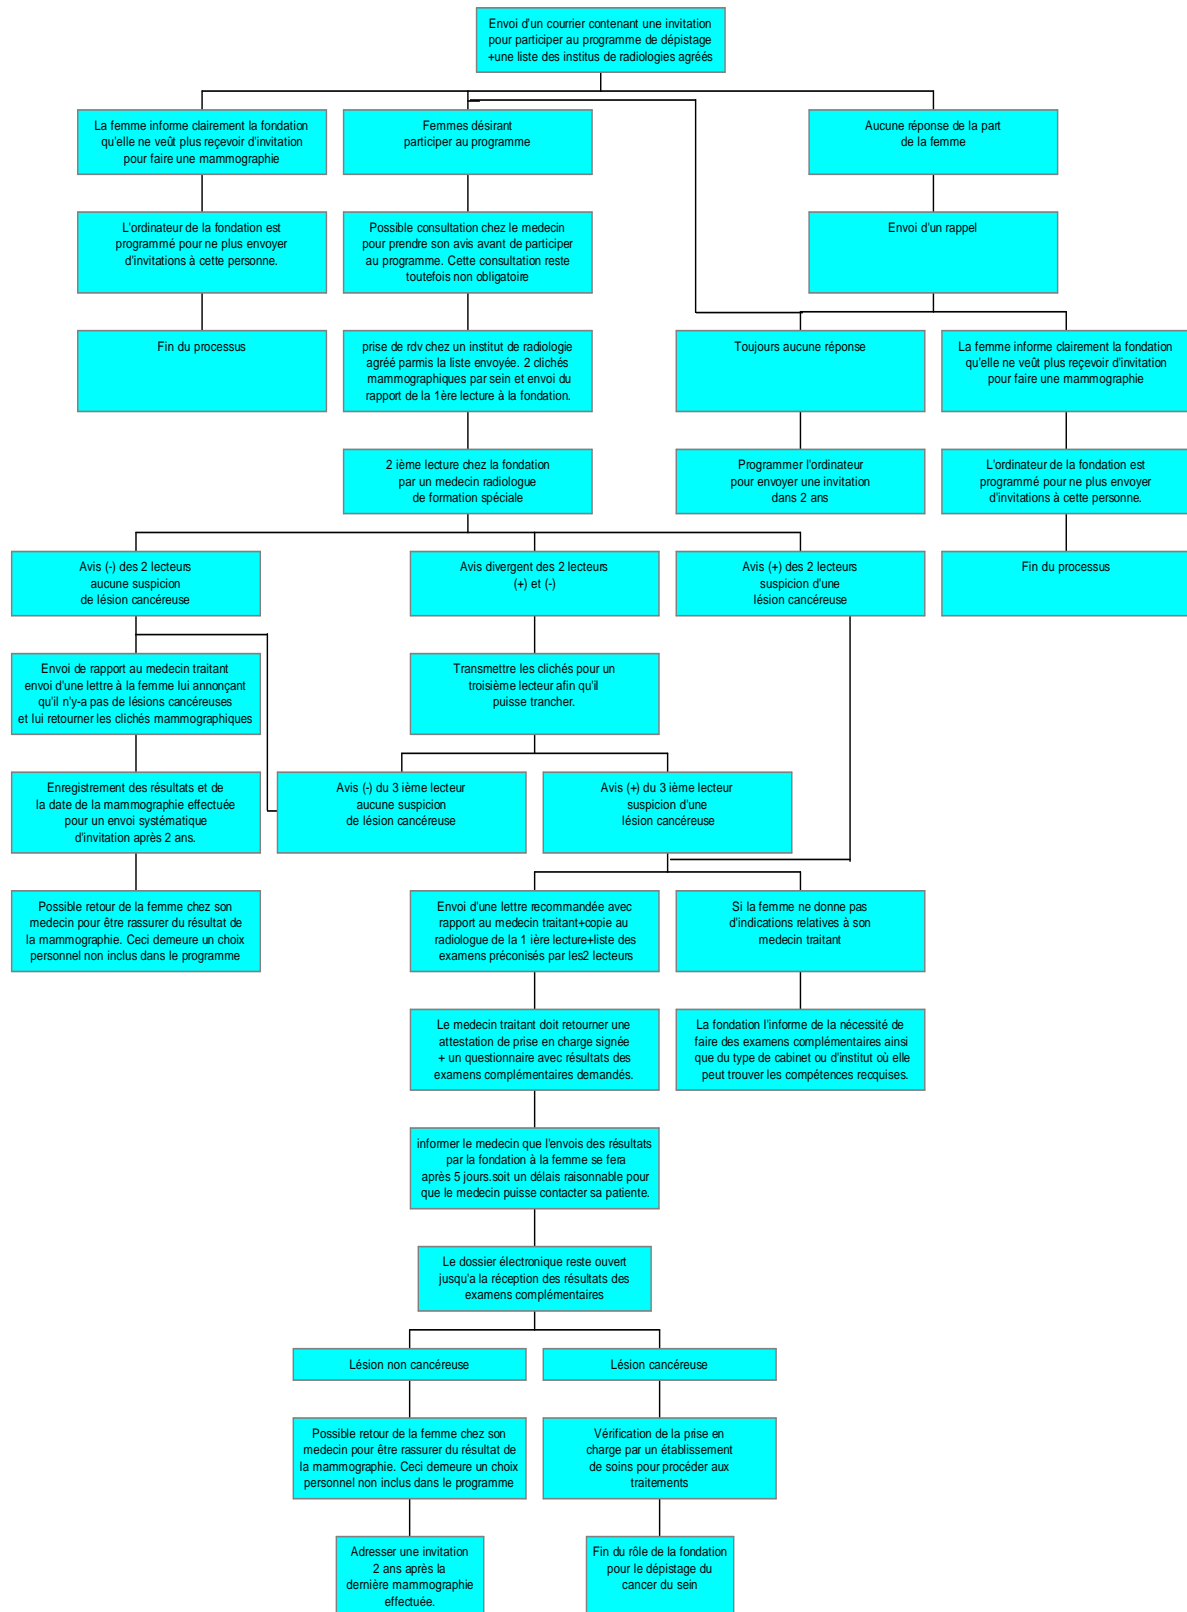 Envoi d'un courrier contenant une invitation
pour participer au programme de dépistage
+une liste des institus de radiologies agréés
La femme informe clairement la fondation
qu'elle ne veût plus reçevoir d'invitation
pour faire une mammographie
Femmes désirant
participer au programme
Aucune réponse de la part
de la femme
L'ordinateur de la fondation est
programmé pour ne plus envoyer
d'invitations à cette personne.
Possible consultation chez le medecin
pour prendre son avis avant de participer
au programme. Cette consultation reste
toutefois non obligatoire
Envoi d'un rappel
Fin du processus
prise de rdv chez un institut de radiologie
agréé parmis la liste envoyée. 2 clichés
mammographiques par sein et envoi du
rapport de la 1ère lecture à la fondation.
Toujours aucune réponse
La femme informe clairement la fondation
qu'elle ne veût plus reçevoir d'invitation
pour faire une mammographie
2 ième lecture chez la fondation
par un medecin radiologue
de formation spéciale
Programmer l'ordinateur
pour envoyer une invitation
dans 2 ans
L'ordinateur de la fondation est
programmé pour ne plus envoyer
d'invitations à cette personne.
Avis (-) des 2 lecteurs
aucune suspicion
de lésion cancéreuse
Avis divergent des 2 lecteurs
(+) et (-)
Avis (+) des 2 lecteurs
suspicion d'une
lésion cancéreuse
Fin du processus
Envoi de rapport au medecin traitant
envoi d'une lettre à la femme lui annonçant
qu'il n'y-a pas de lésions cancéreuses
et lui retourner les clichés mammographiques
Transmettre les clichés pour un
troisième lecteur afin qu'il
puisse trancher.
Enregistrement des résultats et de
la date de la mammographie effectuée
pour un envoi systématique
d'invitation après 2 ans.
Avis (-) du 3 ième lecteur
aucune suspicion
de lésion cancéreuse
Avis (+) du 3 ième lecteur
suspicion d'une
lésion cancéreuse
Possible retour de la femme chez son
medecin pour être rassurer du résultat de
la mammographie. Ceci demeure un choix
personnel non inclus dans le programme
Envoi d'une lettre recommandée avec
rapport au medecin traitant+copie au
radiologue de la 1 ière lecture+liste des
examens préconisés par les2 lecteurs
Si la femme ne donne pas
d'indications relatives à son
medecin traitant
Le medecin traitant doit retourner une
attestation de prise en charge signée
+ un questionnaire avec résultats des
examens complémentaires demandés.
La fondation l'informe de la nécessité de
faire des examens complémentaires ainsi
que du type de cabinet ou d'institut où elle
peut trouver les compétences recquises.
informer le medecin que l'envois des résultats
par la fondation à la femme se fera
après 5 jours.soit un délais raisonnable pour
que le medecin puisse contacter sa patiente.
Le dossier électronique reste ouvert
jusqu'a la réception des résultats des
examens complémentaires
Lésion non cancéreuse
Lésion cancéreuse
Possible retour de la femme chez son
medecin pour être rassurer du résultat de
la mammographie. Ceci demeure un choix
personnel non inclus dans le programme
Vérification de la prise en
charge par un établissement
de soins pour procéder aux
traitements
Adresser une invitation
2 ans après la
dernière mammographie
effectuée.
Fin du rôle de la fondation
pour le dépistage du
cancer du sein